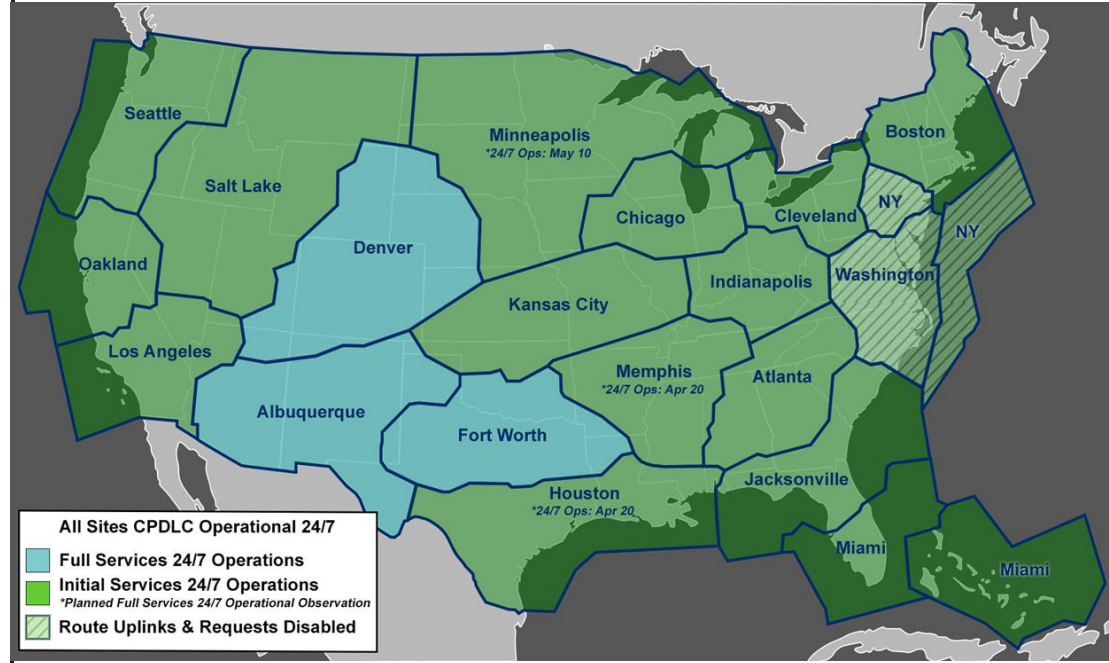 Seattle
Minneapolis
*24/7 Ops: May 10
Boston
Salt Lake
NY
Chicago
Cleveland
NY
Denver
Oakland
Washington
Indianapolis
Kansas City
Los Angeles
Memphis
*24/7 Ops: Apr 20
Atlanta
Albuquerque
Fort Worth
Jacksonville
Houston
*24/7 Ops: Apr 20
Miami
Miami
All Sites CPDLC Operational 24/7
Full Services 24/7 Operations
Initial Services 24/7 Operations
*Planned Full Services 24/7 Operational Observation
Route Uplinks & Requests Disabled